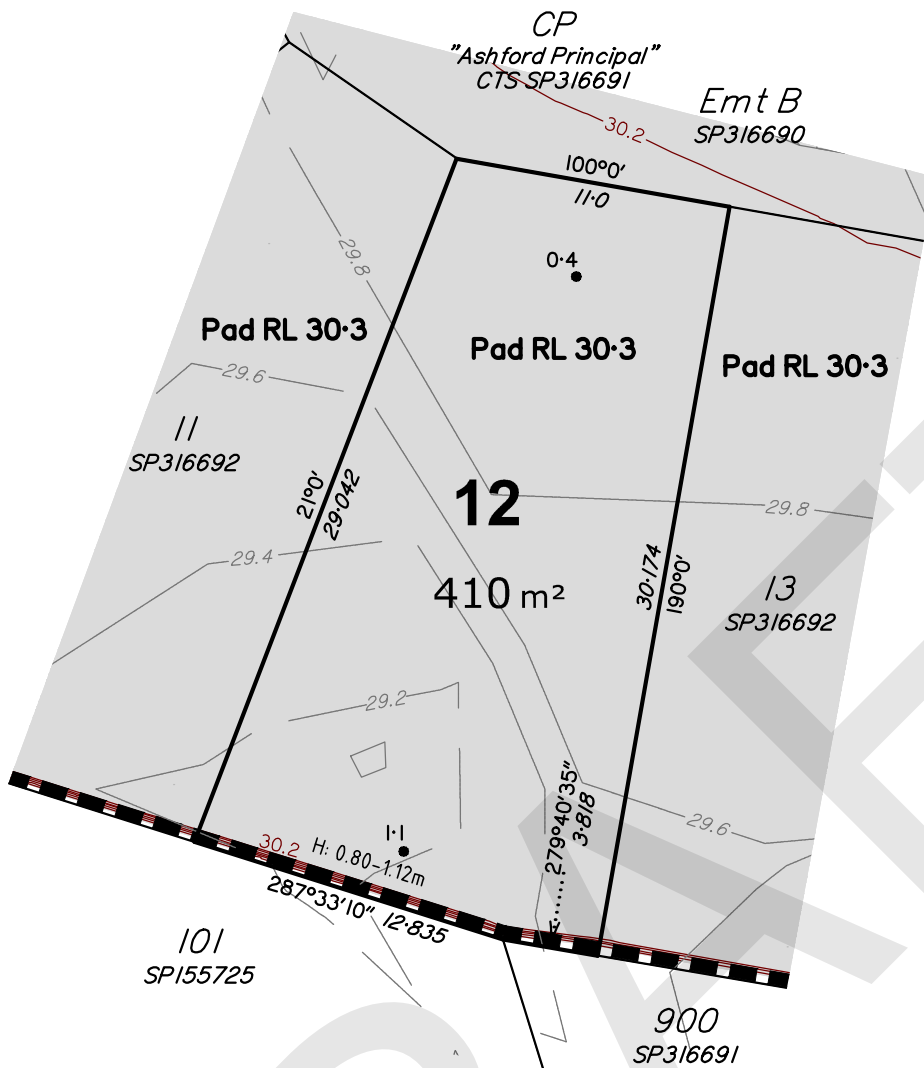 CP
"Ashford Principal"
CTS SP316691
Emt B
SP316690
30.2
100°0'
11·0
29.8
0·4
Pad RL 30·3
Pad RL 30·3
Pad RL 30·3
29.6
11
SP316692
21°0'
29·042
12
29.8
29.4
410 m²
30·174
190°0'
13
SP316692
29.2
279°40'35"
3·818
29.6
1·1
30.2
H: 0.80-1.12m
287°33'10" 12·835
101
SP155725
900
SP316691